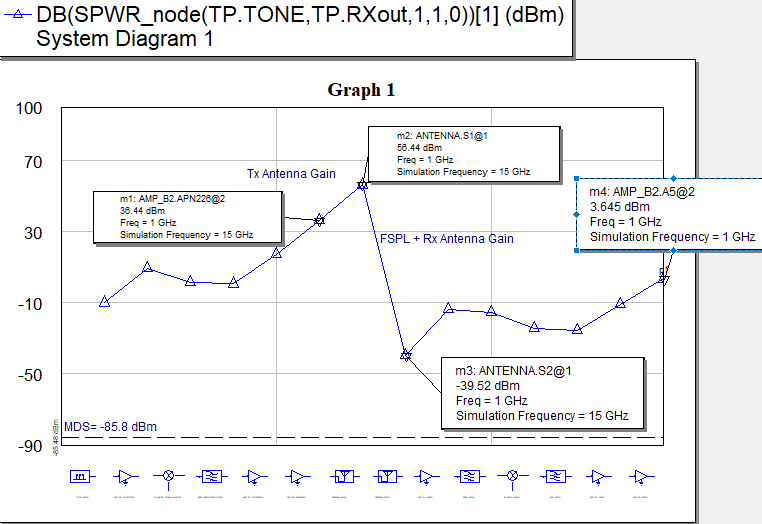 DB(SPWR_node(TP.TONE,TP.RXout,1,1,0))[1] (dBm)
System Diagram 1
Graph 1
100
70
30
-10
-50
-90
m2: ANTENNA.S1@1
56.44 dBm
Freq = 1 GHz
Simulation Frequency = 15 GHz
Tx Antenna Gain
m1: AMP_B2.APN226@2
36.44 dBm
Freq = 1 GHz
Simulation Frequency = 15 GHz
m4: AMP_B2.A5@2
3.645 dBm
Freq = 1 GHz
Simulation Frequency = 1 GHz
FSPL + Rx Antenna Gain
m3: ANTENNA.S2@1
-39.52 dBm
Freq = 1 GHz
Simulation Frequency = 15 GHz
MDS= -85.8 dBm